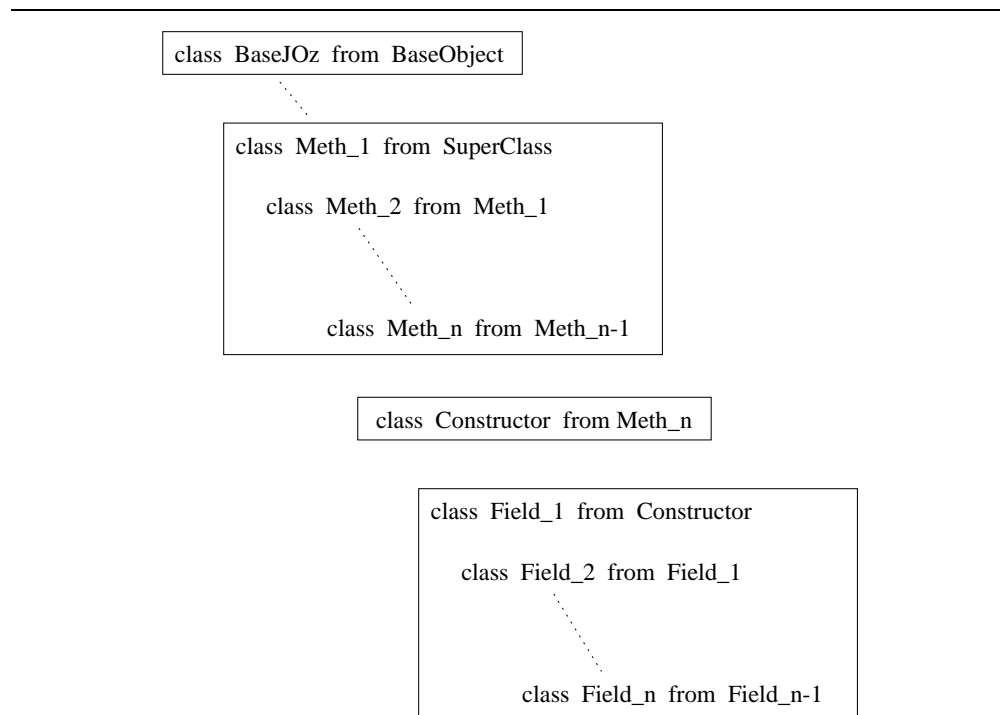 class BaseJOz from BaseObject
class Meth_1 from SuperClass
class Meth_2 from Meth_1
class Meth_n from Meth_n-1
class Constructor from Meth_n
class Field_1 from Constructor
class Field_2 from Field_1
class Field_n from Field_n-1